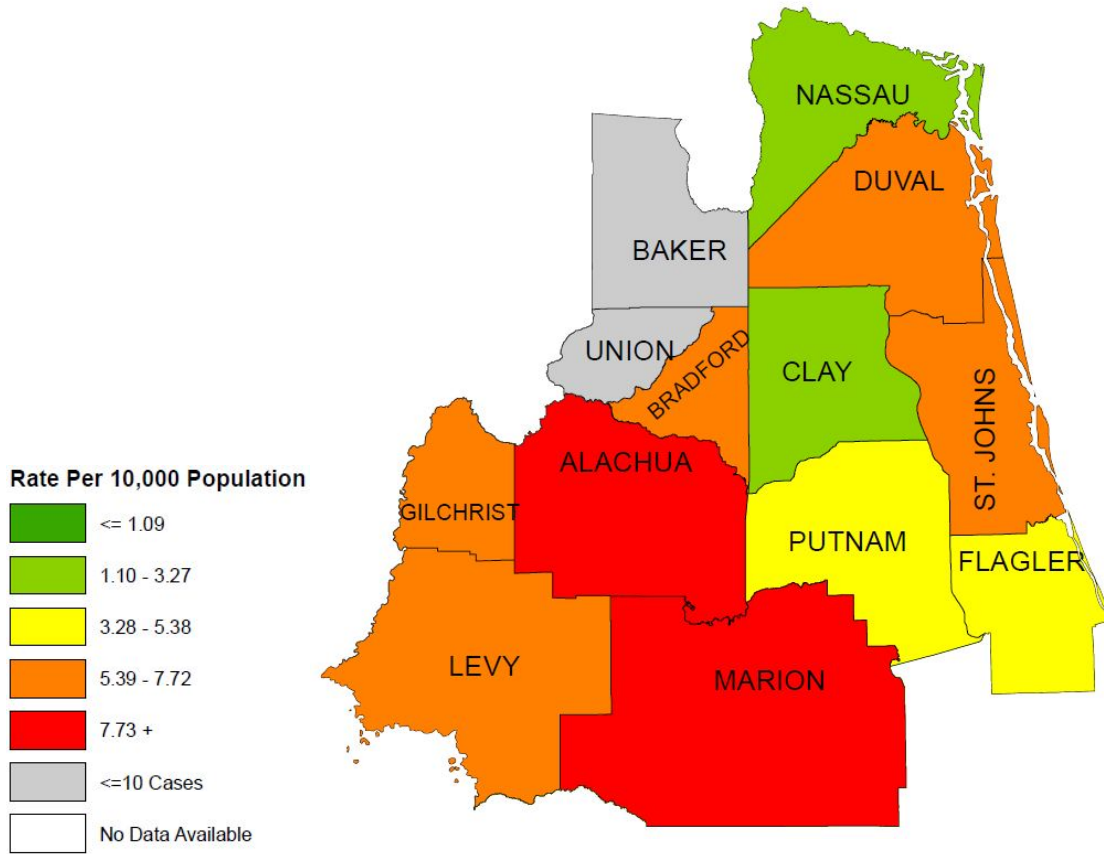 NASSAU
DUVAL
BAKER
UNION
BRADFORD
CLAY
ST. JOHNS
ALACHUA
GILCHRIST
PUTNAM
FLAGLER
LEVY
MARION
Rate Per 10,000 Population
<= 1.09
1.10 - 3.27
3.28 - 5.38
5.39 - 7.72
7.73 +
<=10 Cases
No Data Available